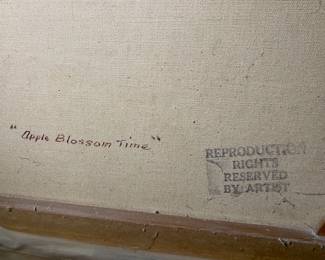 "Apple Blossom Time"
REPRODUCTION
RIGHTS
RESERVED
BY ARTIST